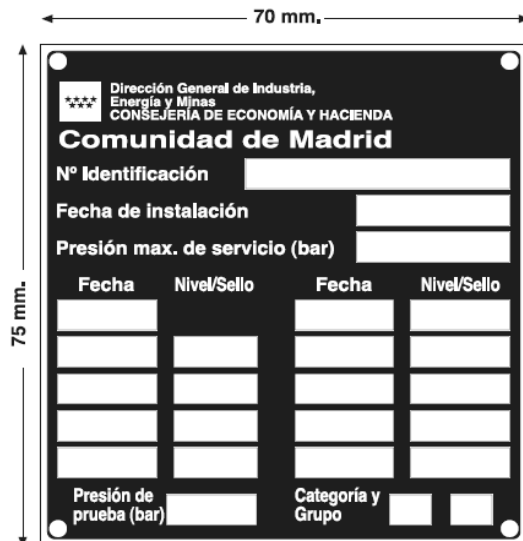 70 mm.
75 mm.
Dirección General de Industria,
Energía y Minas
CONSEJERÍA DE ECONOMÍA Y HACIENDA
Comunidad de Madrid
Nº Identificación
Fecha de instalación
Presión max. de servicio (bar)
Fecha Nivel/Sello Fecha Nivel/Sello
Presión de
prueba (bar)
Categoría y
Grupo